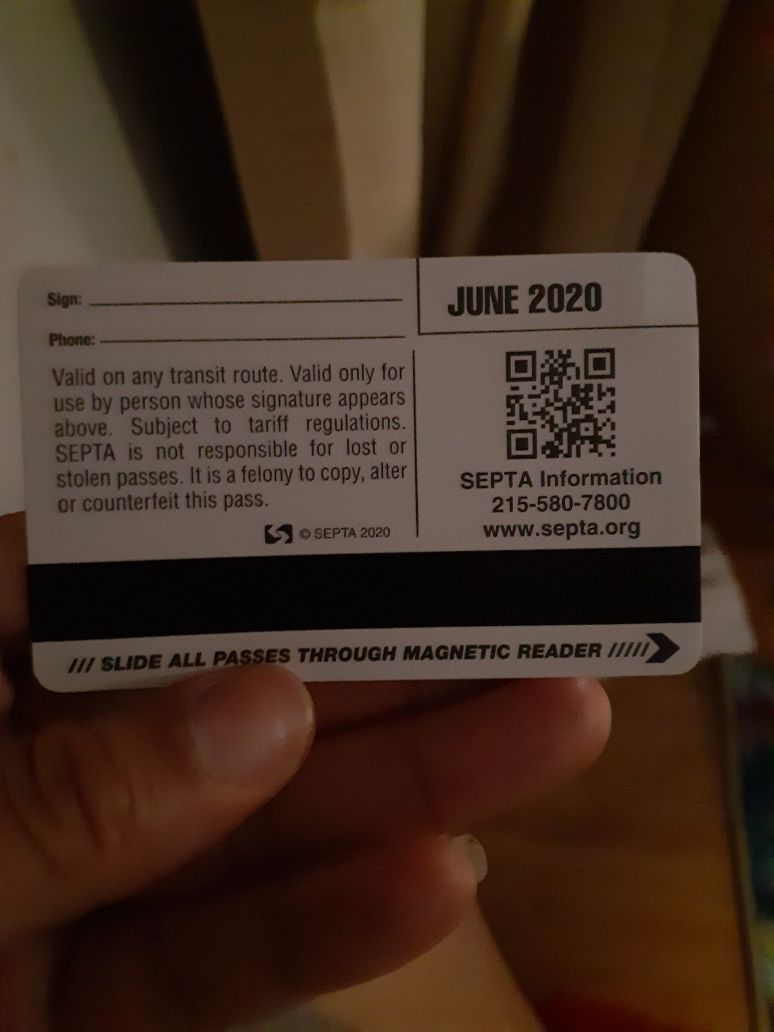 Sign:
Phone:
Valid on any transit route. Valid only for
use by person whose signature appears
above. Subject to tariff regulations.
SEPTA is not responsible for lost or
stolen passes. It is a felony to copy, alter
or counterfeit this pass.
© SEPTA 2020
JUNE 2020
SEPTA Information
215-580-7800
www.septa.org
/// SLIDE ALL PASSES THROUGH MAGNETIC READER /////